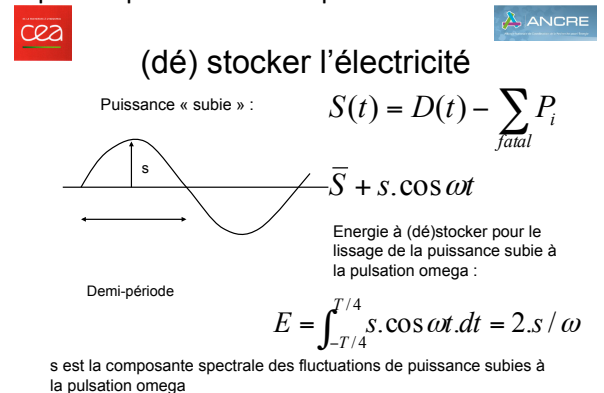 cea
ANCRE
(dé) stocker l’électricité
Puissance « subie » :
S(t) = D(t) − ∑ P_i
fatal
s
S̅ + s.cos ωt
Energie à (dé)stocker pour le
lissage de la puissance subie à
la pulsation omega :
Demi-période
E = ∫_{−T/4}^{T/4} s.cos ωt.dt = 2.s / ω
s est la composante spectrale des fluctuations de puissance subies à
la pulsation omega